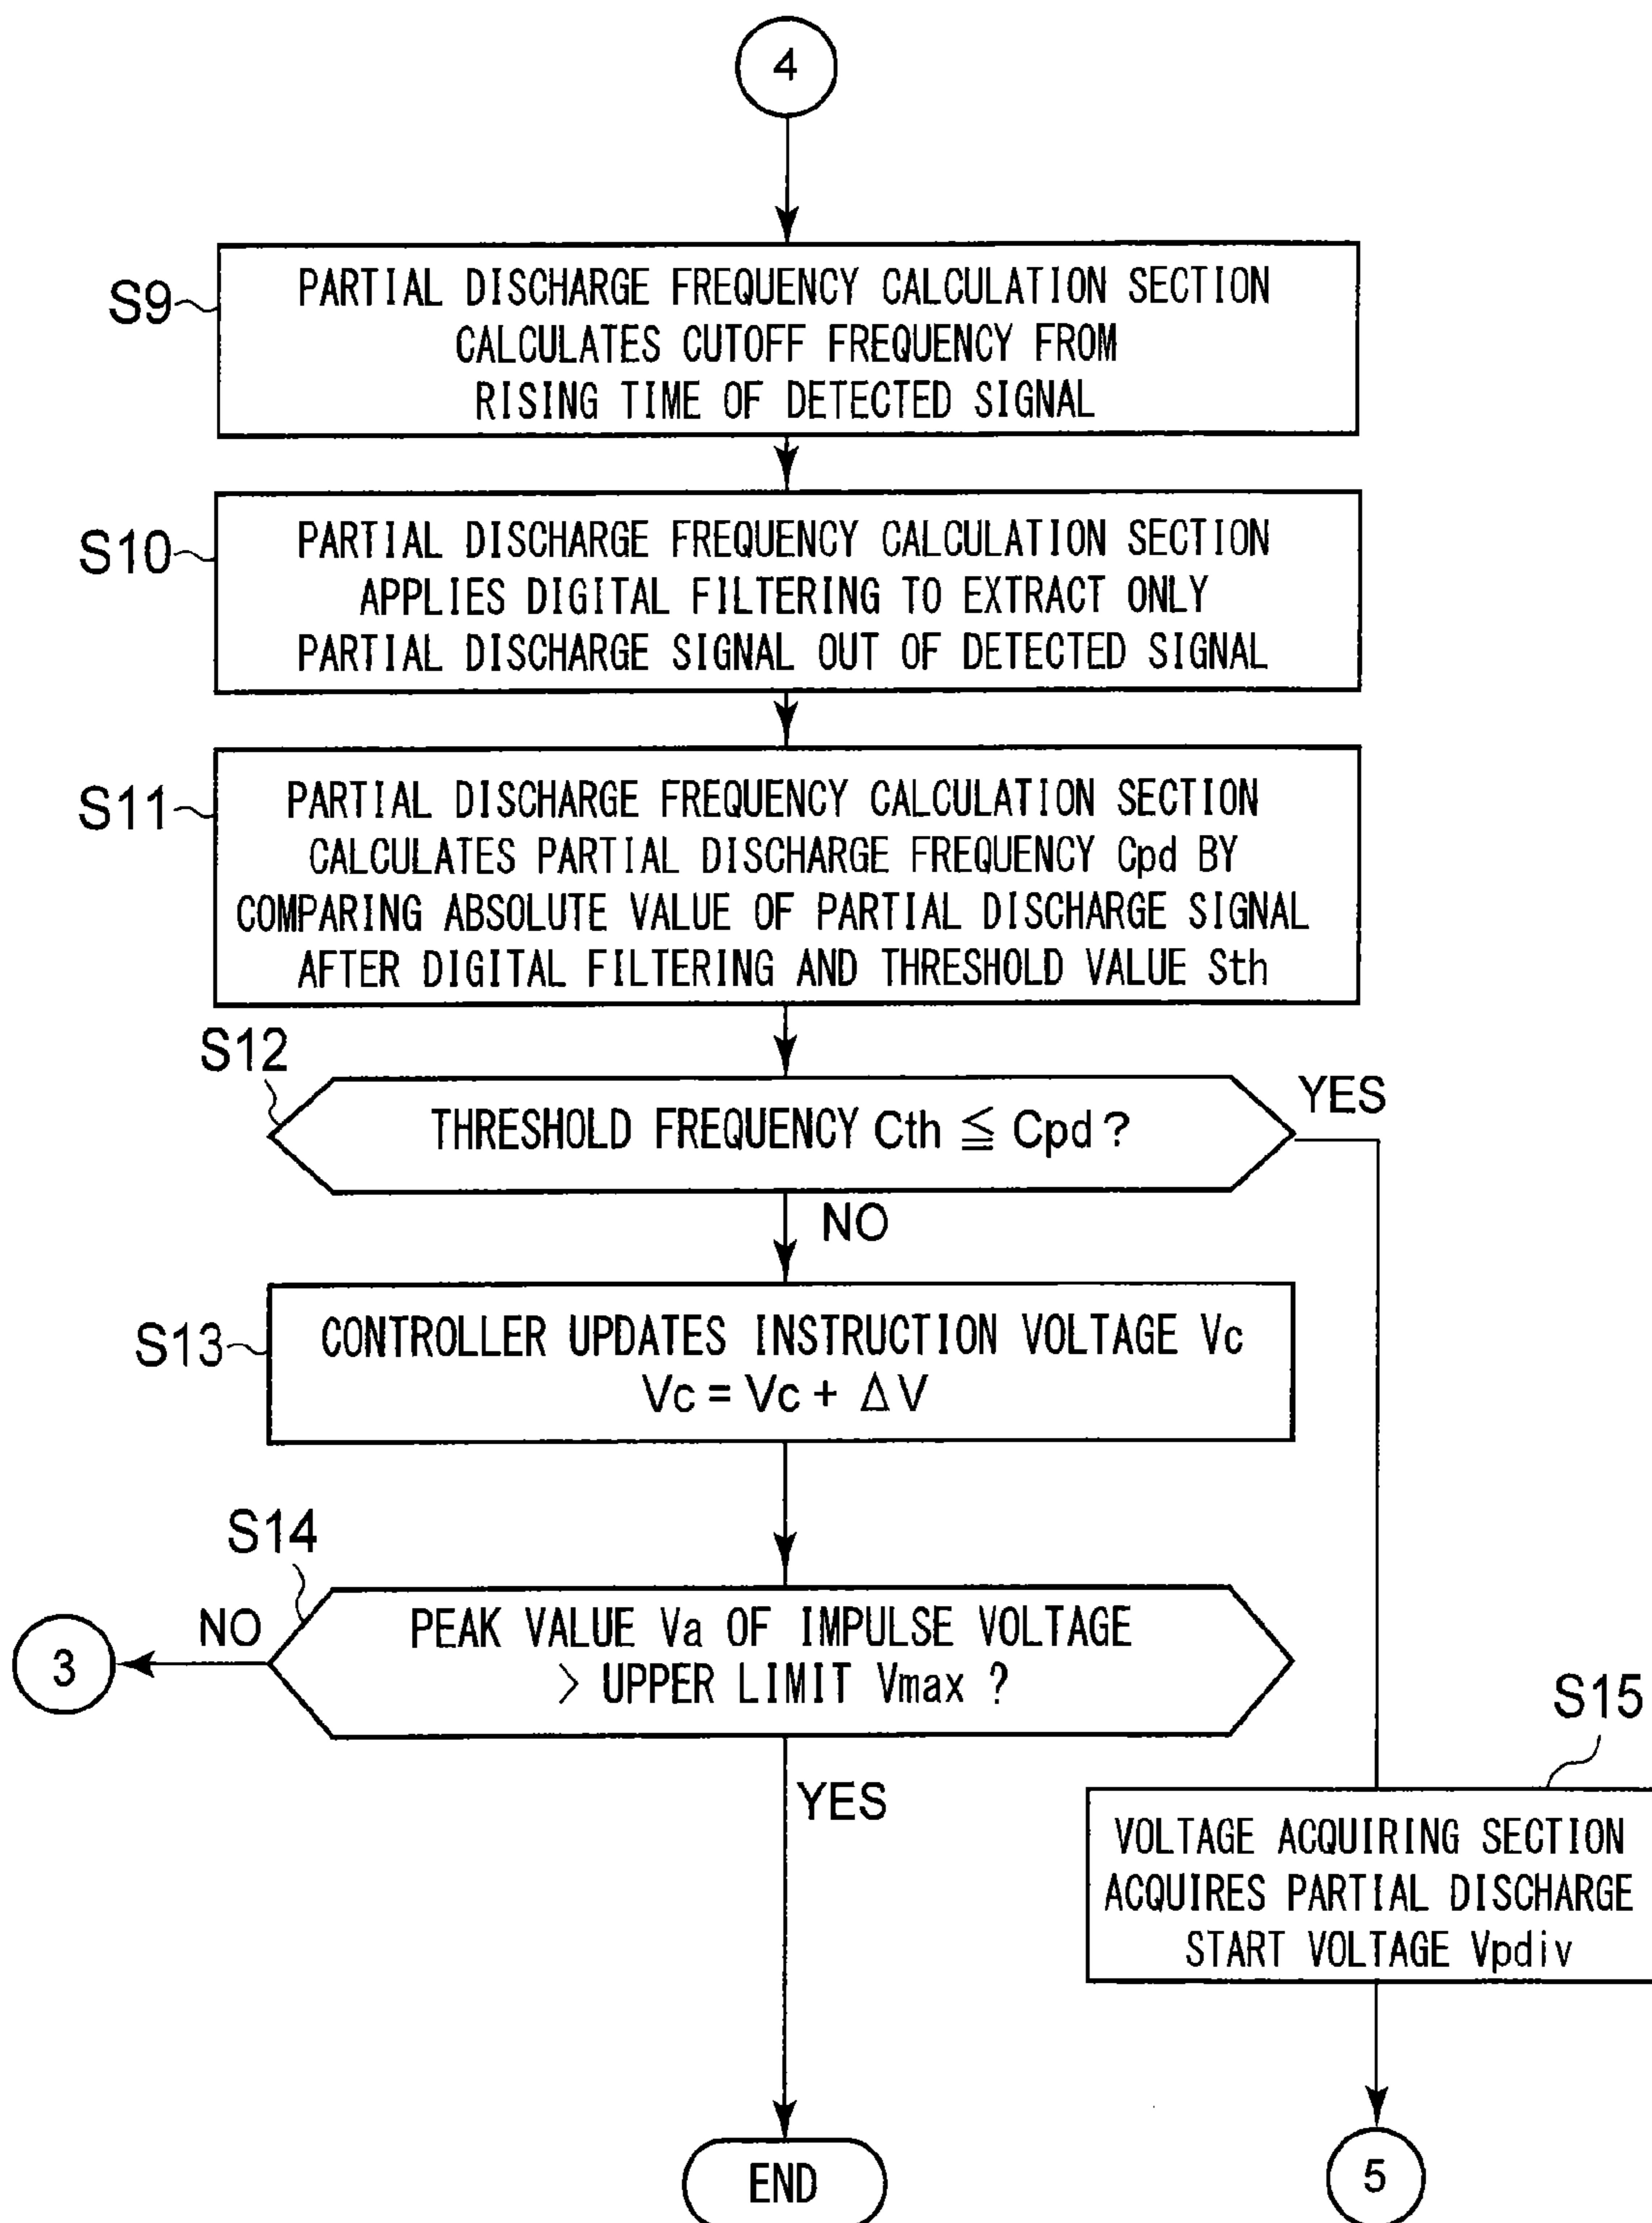 4
S9
PARTIAL DISCHARGE FREQUENCY CALCULATION SECTION
CALCULATES CUTOFF FREQUENCY FROM
RISING TIME OF DETECTED SIGNAL
S10
PARTIAL DISCHARGE FREQUENCY CALCULATION SECTION
APPLIES DIGITAL FILTERING TO EXTRACT ONLY
PARTIAL DISCHARGE SIGNAL OUT OF DETECTED SIGNAL
S11
PARTIAL DISCHARGE FREQUENCY CALCULATION SECTION
CALCULATES PARTIAL DISCHARGE FREQUENCY Cpd BY
COMPARING ABSOLUTE VALUE OF PARTIAL DISCHARGE SIGNAL
AFTER DIGITAL FILTERING AND THRESHOLD VALUE Sth
S12
THRESHOLD FREQUENCY Cth ≦ Cpd ?
YES
NO
S13
CONTROLLER UPDATES INSTRUCTION VOLTAGE Vc
Vc = Vc + ΔV
S14
PEAK VALUE Va OF IMPULSE VOLTAGE
> UPPER LIMIT Vmax ?
NO
3
YES
S15
VOLTAGE ACQUIRING SECTION
ACQUIRES PARTIAL DISCHARGE
START VOLTAGE Vpdiv
END
5